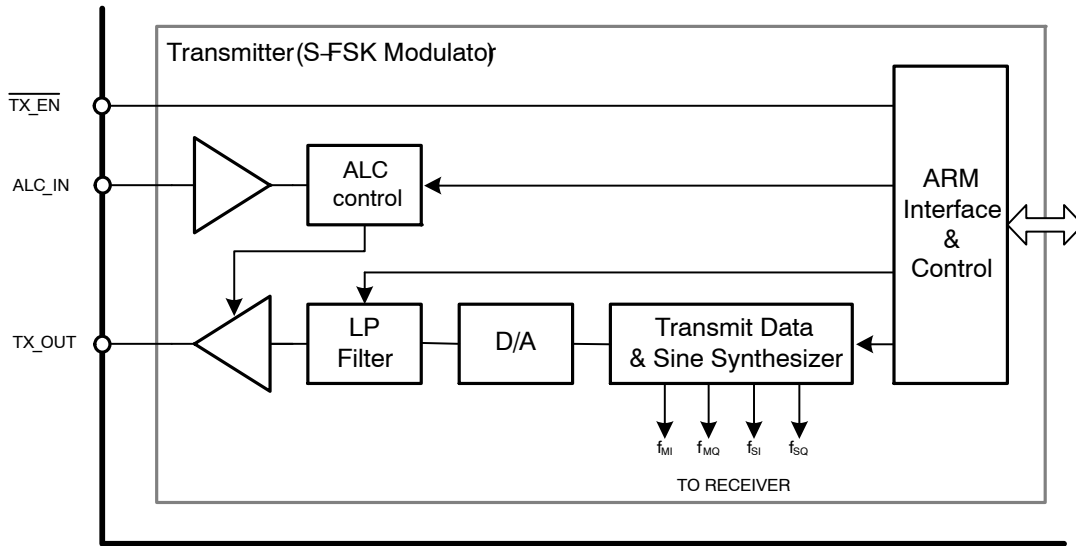 Transmitter (S–FSK Modulator)
TX_EN
ALC_IN
ALC
control
ARM
Interface
&
Control
TX_OUT
LP
Filter
D/A
Transmit Data
& Sine Synthesizer
fMI
fMQ
fSI
fSQ
TO RECEIVER